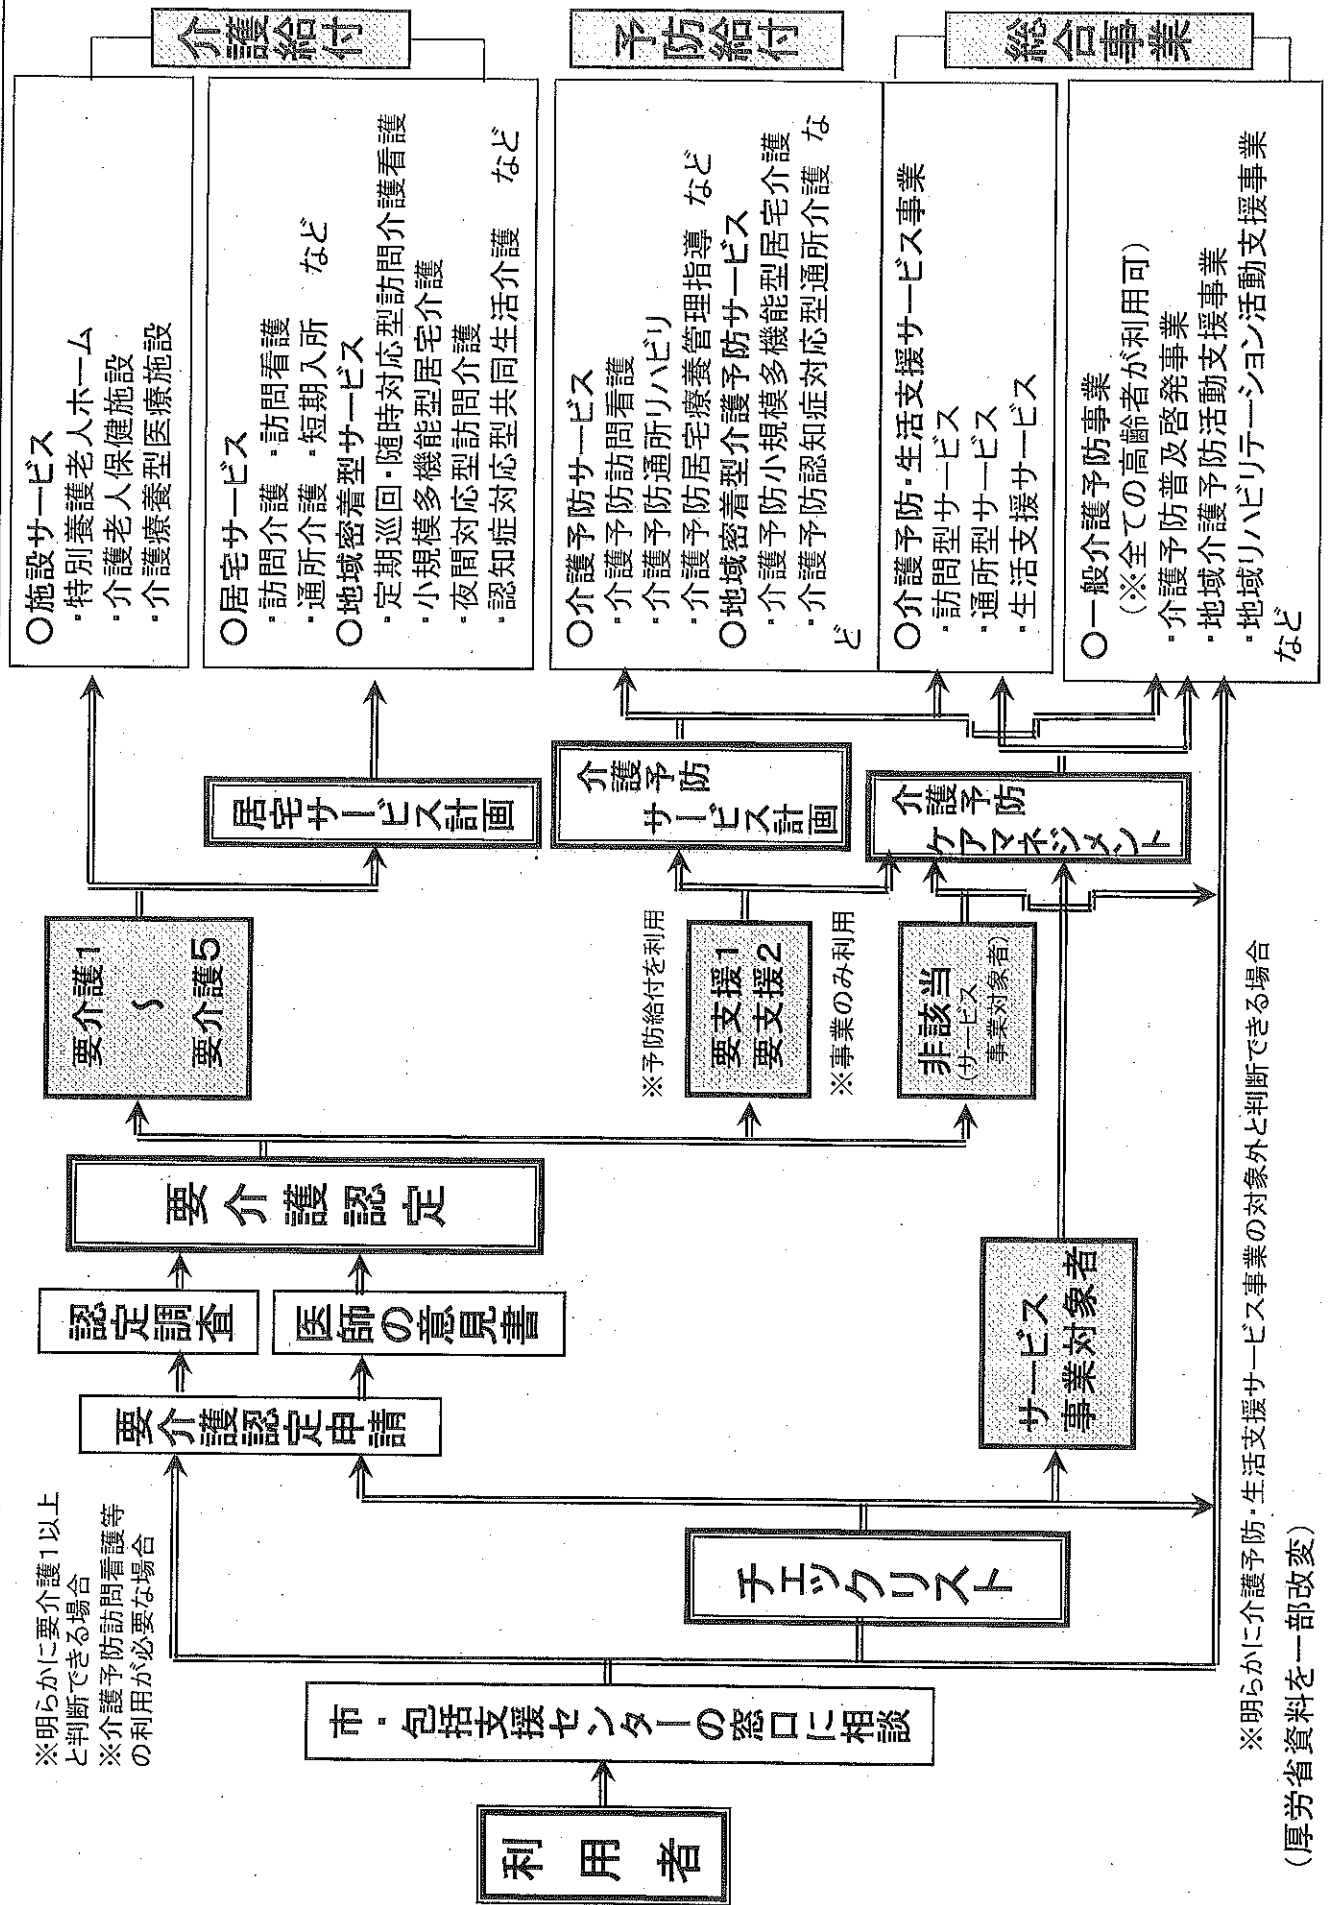 利用者
市・包括支援センターの窓口に相談
※明らかに要介護1以上
と判断できる場合
※介護予防訪問看護等
の利用が必要な場合
チェックリスト
要介護認定申請
認定調査
医師の意見書
サービス
事業対象者
要介護認定
要介護1
～
要介護5
※予防給付を利用
要支援1
要支援2
※事業のみ利用
非該当
(サービス
事業対象者)
居宅サービス計画
介護予防
サービス計画
介護予防
ケアマネジメント
○施設サービス
・特別養護老人ホーム
・介護老人保健施設
・介護療養型医療施設
○居宅サービス
・訪問介護 ・訪問看護
・通所介護 ・短期入所 など
○地域密着型サービス
・定期巡回・随時対応型訪問介護看護
・小規模多機能型居宅介護
・夜間対応型訪問介護
・認知症対応型共同生活介護 など
介護給付
○介護予防サービス
・介護予防訪問看護
・介護予防通所リハビリ
・介護予防居宅療養管理指導 など
○地域密着型介護予防サービス
・介護予防小規模多機能型居宅介護
・介護予防認知症対応型通所介護 な
ど
予防給付
○介護予防・生活支援サービス事業
・訪問型サービス
・通所型サービス
・生活支援サービス
○一般介護予防事業
(※全ての高齢者が利用可)
・介護予防普及啓発事業
・地域介護予防活動支援事業
・地域リハビリテーション活動支援事業
など
総合事業
※明らかに介護予防・生活支援サービス事業の対象外と判断できる場合
(厚労省資料を一部改変)